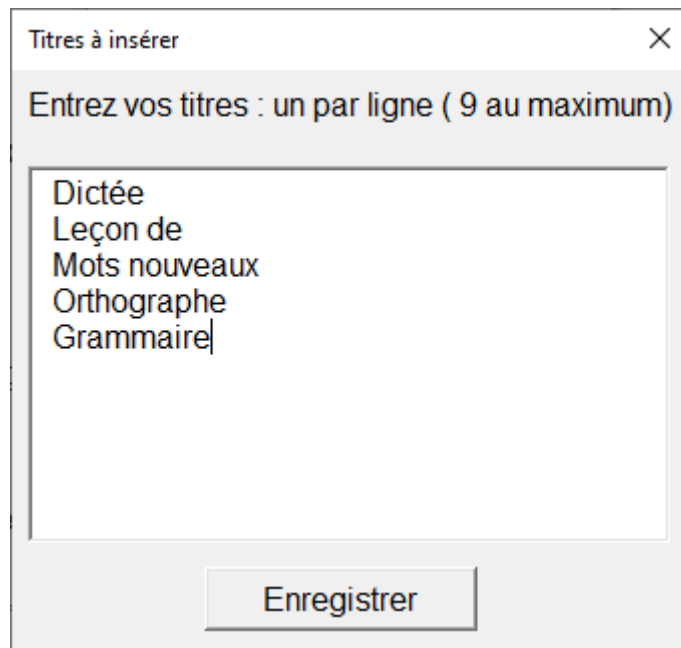 Titres à insérer
Entrez vos titres : un par ligne ( 9 au maximum)
Dictée
Leçon de
Mots nouveaux
Orthographe
Grammaire
Enregistrer